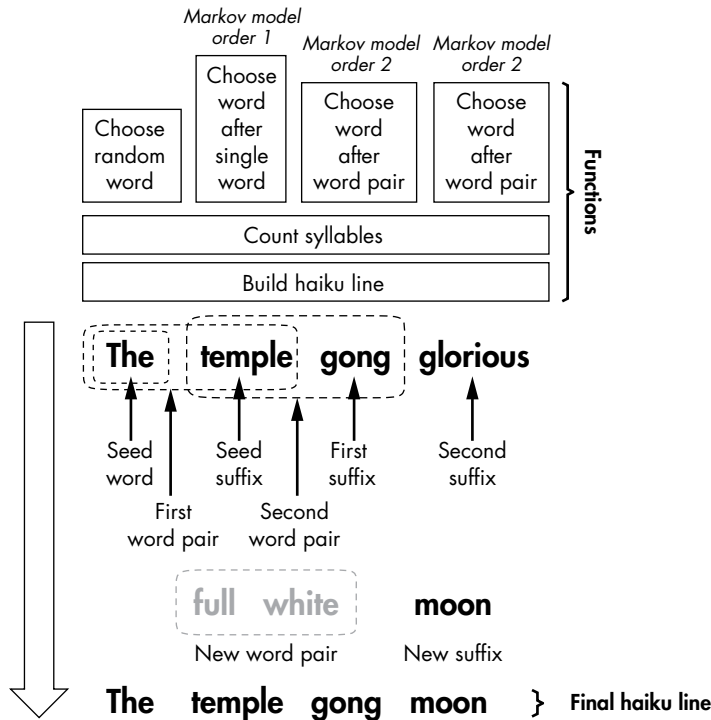 Markov model
order 1
Markov model
order 2
Markov model
order 2
Choose
random
word
Choose
word
after
single
word
Choose
word
after
word pair
Choose
word
after
word pair
Functions
Count syllables
Build haiku line
The temple gong glorious
Seed
word
Seed
suffix
First
suffix
Second
suffix
First
word pair
Second
word pair
full white moon
New word pair New suffix
The temple gong moon } Final haiku line